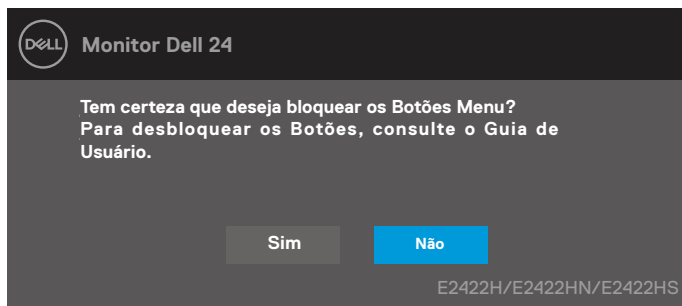 DELL Monitor Dell 24
Tem certeza que deseja bloquear os Botões Menu?
Para desbloquear os Botões, consulte o Guia de
Usuário.
Sim Não
E2422H/E2422HN/E2422HS